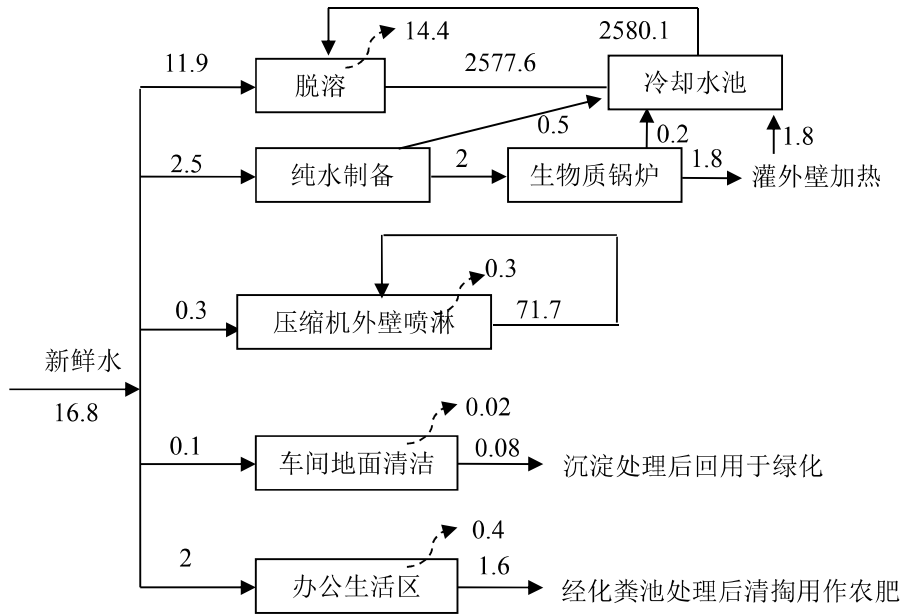 14.4
2580.1
11.9
脱溶
2577.6
冷却水池
0.5
0.2
1.8
2.5
纯水制备
2
生物质锅炉
1.8
灌外壁加热
0.3
0.3
压缩机外壁喷淋
71.7
新鲜水
16.8
0.02
0.1
车间地面清洁
0.08
沉淀处理后回用于绿化
0.4
2
办公生活区
1.6
经化粪池处理后清掏用作农肥